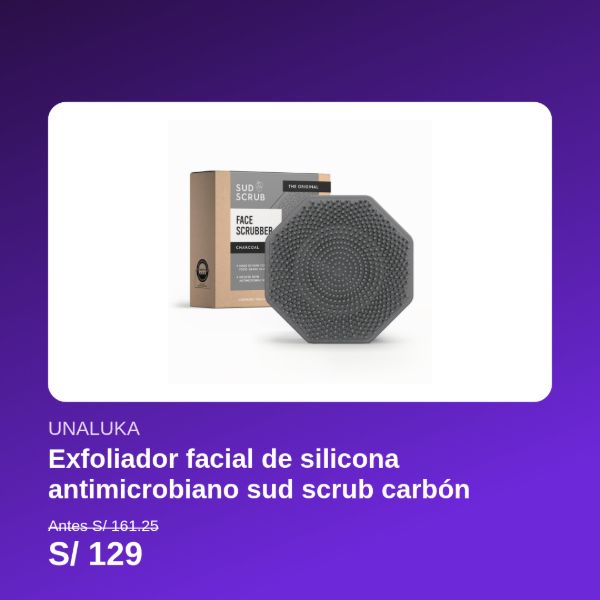 SUD
SCRUB
THE ORIGINAL
FACE
SCRUBBER
CHARCOAL
UNALUKA
Exfoliador facial de silicona
antimicrobiano sud scrub carbón
Antes S/ 161.25
S/ 129